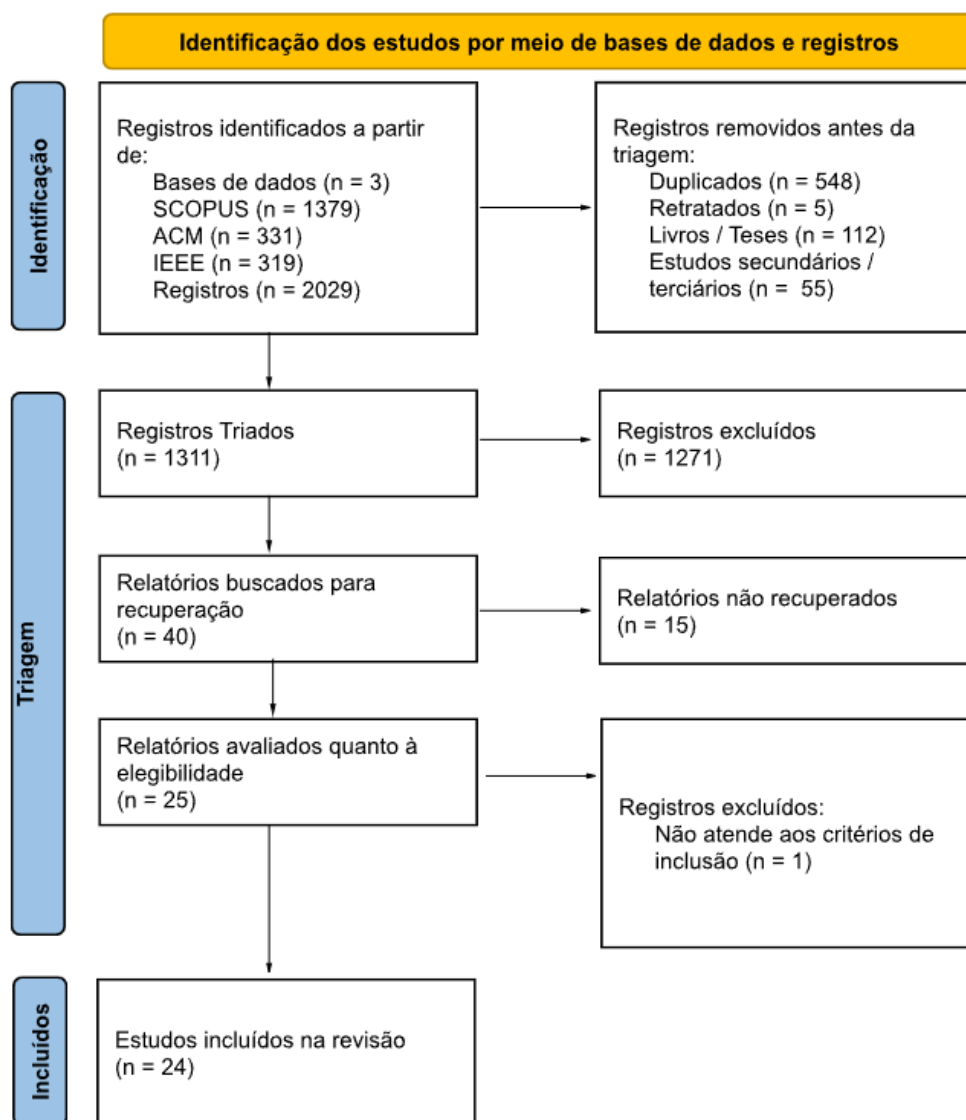 Identificação dos estudos por meio de bases de dados e registros
Identificação
Registros identificados a partir
de:
Bases de dados (n = 3)
SCOPUS (n = 1379)
ACM (n = 331)
IEEE (n = 319)
Registros (n = 2029)
Registros removidos antes da
triagem:
Duplicados (n = 548)
Retratados (n = 5)
Livros / Teses (n = 112)
Estudos secundários /
terciários (n = 55)
Triagem
Registros Triados
(n = 1311)
Registros excluídos
(n = 1271)
Relatórios buscados para
recuperação
(n = 40)
Relatórios não recuperados
(n = 15)
Relatórios avaliados quanto à
elegibilidade
(n = 25)
Registros excluídos:
Não atende aos critérios de
inclusão (n = 1)
Incluídos
Estudos incluídos na revisão
(n = 24)